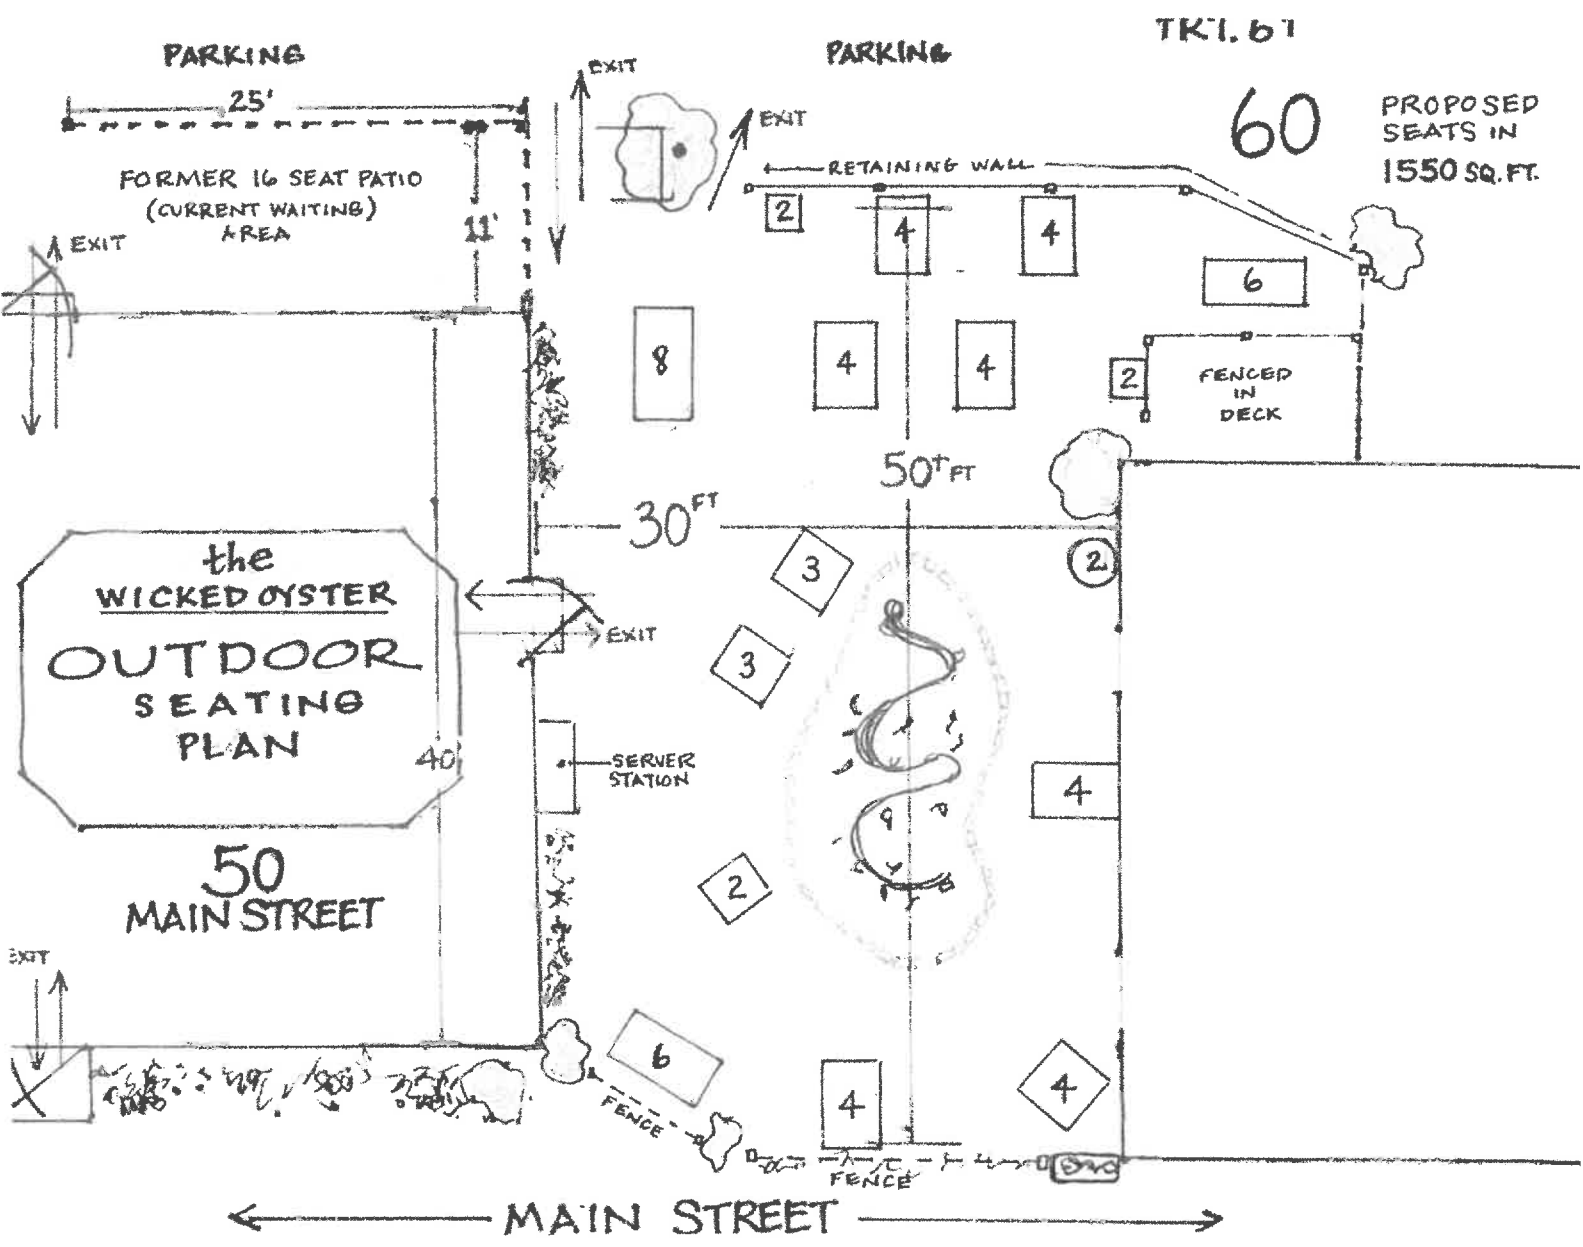 PARKING
25'
FORMER 16 SEAT PATIO
(CURRENT WAITING)
AREA
11'
EXIT
EXIT
PARKING
EXIT
RETAINING WALL
60
PROPOSED
SEATS IN
1550 SQ. FT.
2
4
4
6
8
4
4
2
FENCED
IN
DECK
50± FT
30 FT
the
WICKED OYSTER
OUTDOOR
SEATING
PLAN
40'
50
MAIN STREET
EXIT
3
2
3
EXIT
SERVER
STATION
4
2
6
4
4
FENCE
FENCE
MAIN STREET